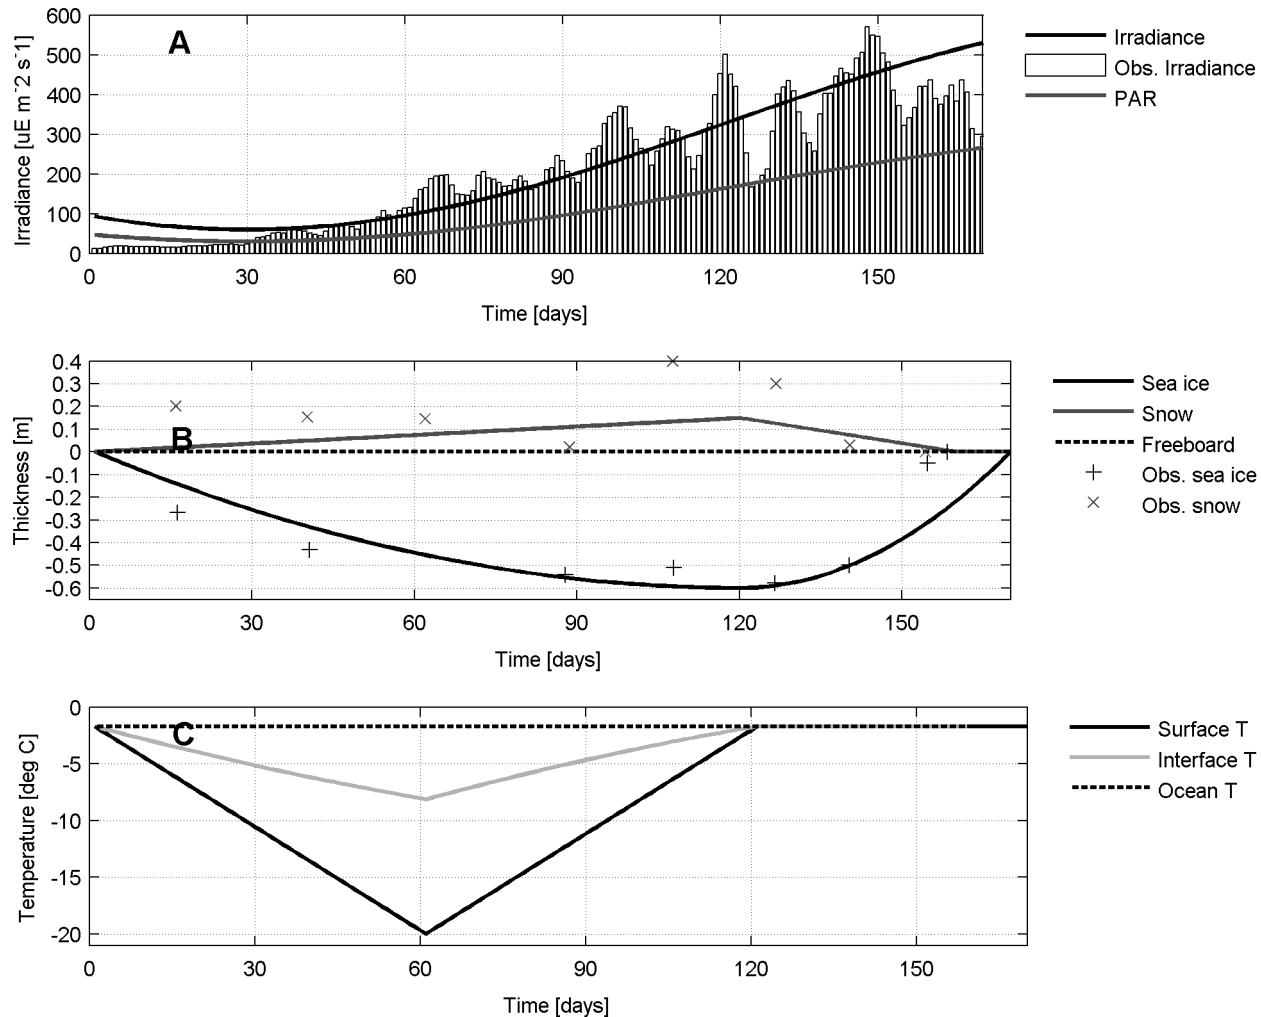 600
500
400
300
200
100
0
Irradiance [uE m-2 s-1]
A
0 30 60 90 120 150
Time [days]
Irradiance
Obs. Irradiance
PAR
0.4
0.3
0.2
0.1
0
-0.1
-0.2
-0.3
-0.4
-0.5
-0.6
Thickness [m]
B
0 30 60 90 120 150
Time [days]
Sea ice
Snow
Freeboard
Obs. sea ice
Obs. snow
0
-5
-10
-15
-20
Temperature [deg C]
C
0 30 60 90 120 150
Time [days]
Surface T
Interface T
Ocean T